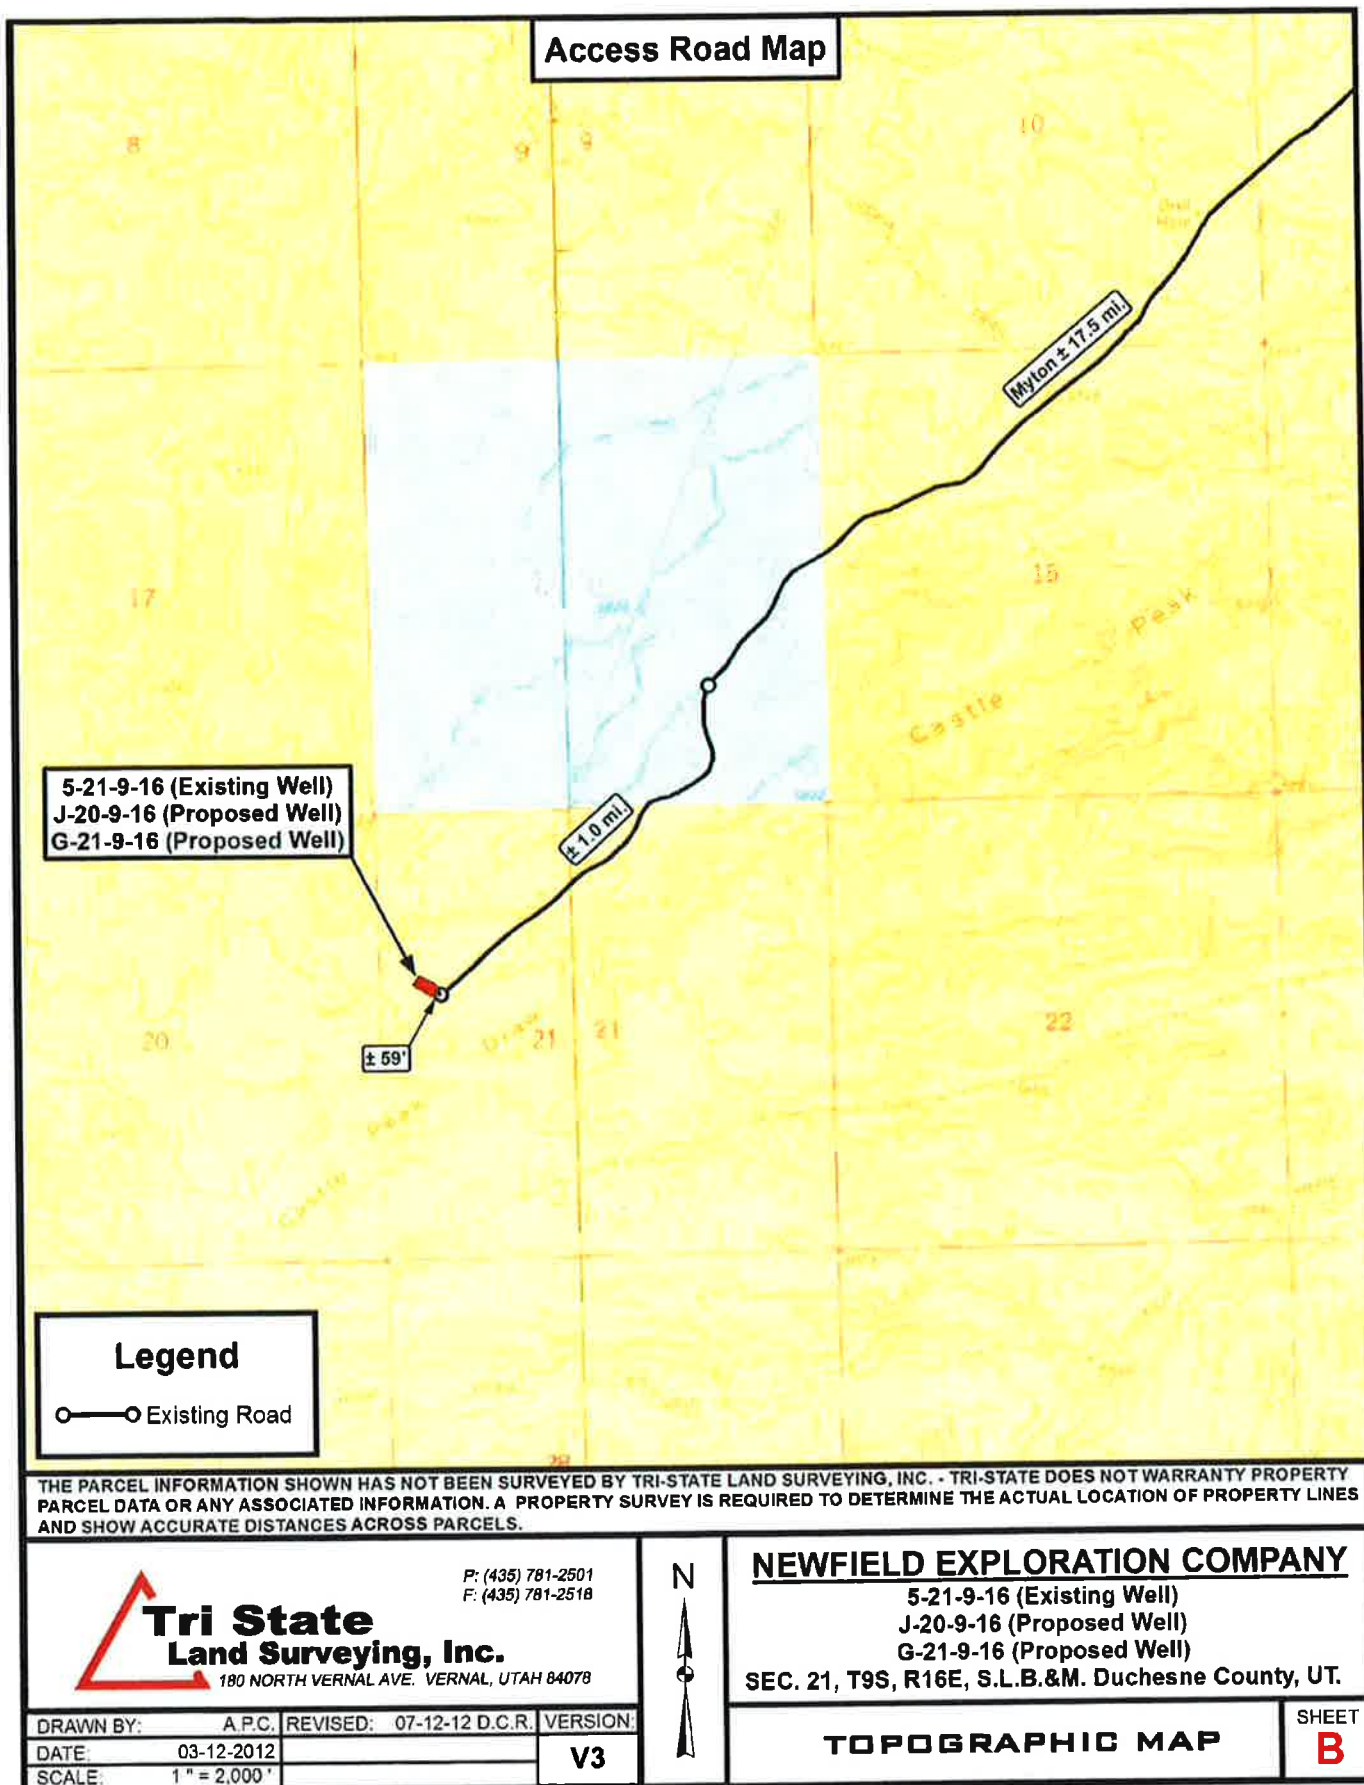 Access Road Map
8
9
9
10
Myton ± 17.5 mi.
17
15
Castle Peak
5-21-9-16 (Existing Well)
J-20-9-16 (Proposed Well)
G-21-9-16 (Proposed Well)
± 1.0 mi.
± 59'
20
Castle Peak Draw
21
21
22
28
Legend
Existing Road
THE PARCEL INFORMATION SHOWN HAS NOT BEEN SURVEYED BY TRI-STATE LAND SURVEYING, INC. - TRI-STATE DOES NOT WARRANTY PROPERTY
PARCEL DATA OR ANY ASSOCIATED INFORMATION. A PROPERTY SURVEY IS REQUIRED TO DETERMINE THE ACTUAL LOCATION OF PROPERTY LINES
AND SHOW ACCURATE DISTANCES ACROSS PARCELS.
P: (435) 781-2501
F: (435) 781-2518
Tri State
Land Surveying, Inc.
180 NORTH VERNAL AVE. VERNAL, UTAH 84078
N
NEWFIELD EXPLORATION COMPANY
5-21-9-16 (Existing Well)
J-20-9-16 (Proposed Well)
G-21-9-16 (Proposed Well)
SEC. 21, T9S, R16E, S.L.B.&M. Duchesne County, UT.
DRAWN BY: A.P.C. REVISED: 07-12-12 D.C.R. VERSION:
DATE: 03-12-2012
V3
SCALE: 1 " = 2,000 '
TOPOGRAPHIC MAP
SHEET
B